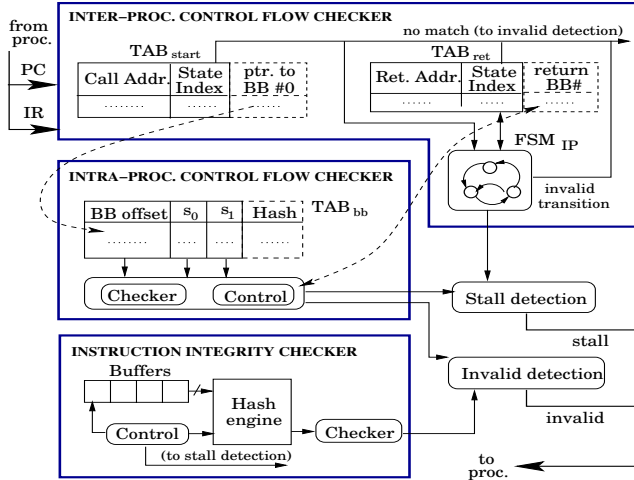 INTER-PROC. CONTROL FLOW CHECKER
from
proc.
PC
IR
no match (to invalid detection)
TAB start
Call Addr.
State
Index
ptr. to
BB #0
........
.....
......
TAB ret
Ret. Addr.
State
Index
return
BB#
......
.....
......
FSM IP
invalid
transition
INTRA-PROC. CONTROL FLOW CHECKER
BB offset
s0
s1
Hash
TAB bb
........
....
....
......
Checker
Control
Stall detection
stall
INSTRUCTION INTEGRITY CHECKER
Buffers
Hash
engine
Control
Checker
(to stall detection)
Invalid detection
invalid
to
proc.